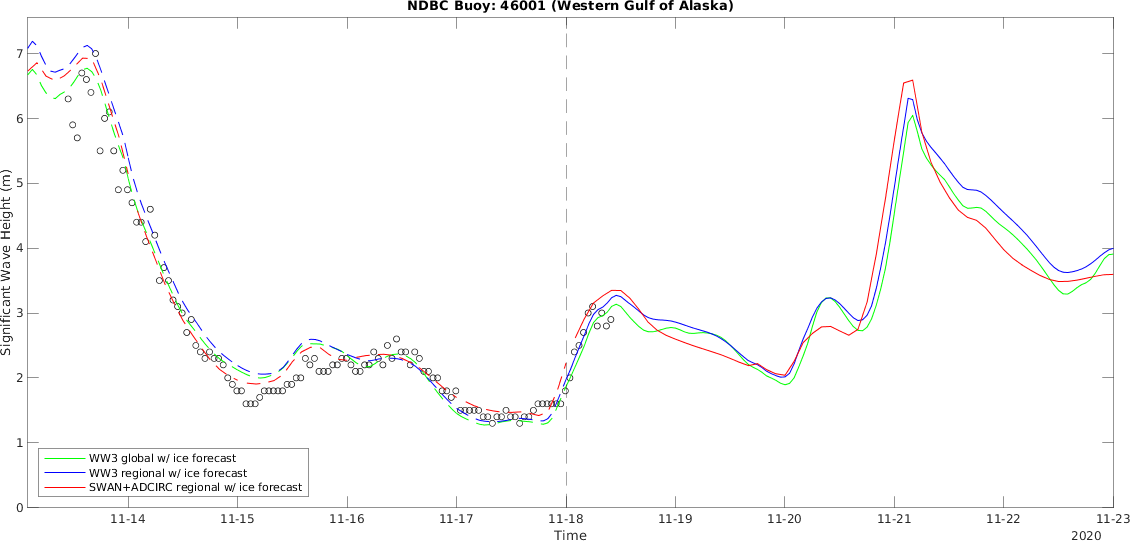 NDBC Buoy: 46001 (Western Gulf of Alaska)
Significant Wave Height (m)
7
6
5
4
3
2
1
0
WW3 global w/ ice forecast
WW3 regional w/ ice forecast
SWAN+ADCIRC regional w/ ice forecast
11-14 11-15 11-16 11-17 11-18 11-19 11-20 11-21 11-22 11-23
Time
2020